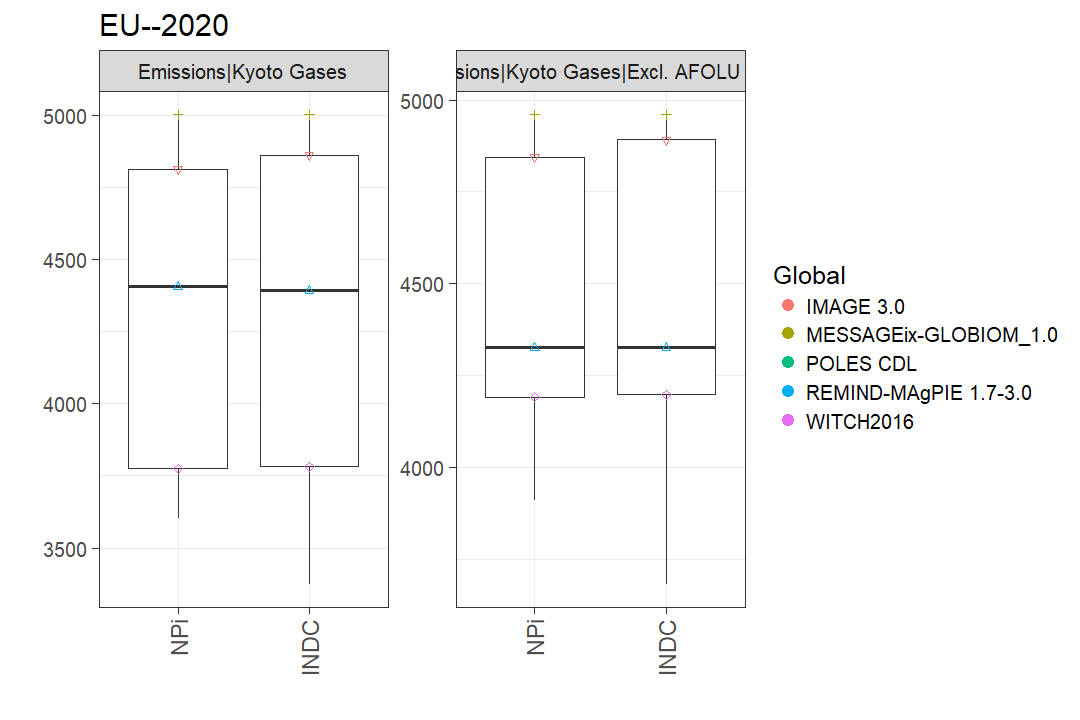 EU--2020
Emissions|Kyoto Gases
sions|Kyoto Gases|Excl. AFOLU
5000
4500
4000
3500
5000
4500
4000
NPi
INDC
NPi
INDC
Global
IMAGE 3.0
MESSAGEix-GLOBIOM_1.0
POLES CDL
REMIND-MAgPIE 1.7-3.0
WITCH2016